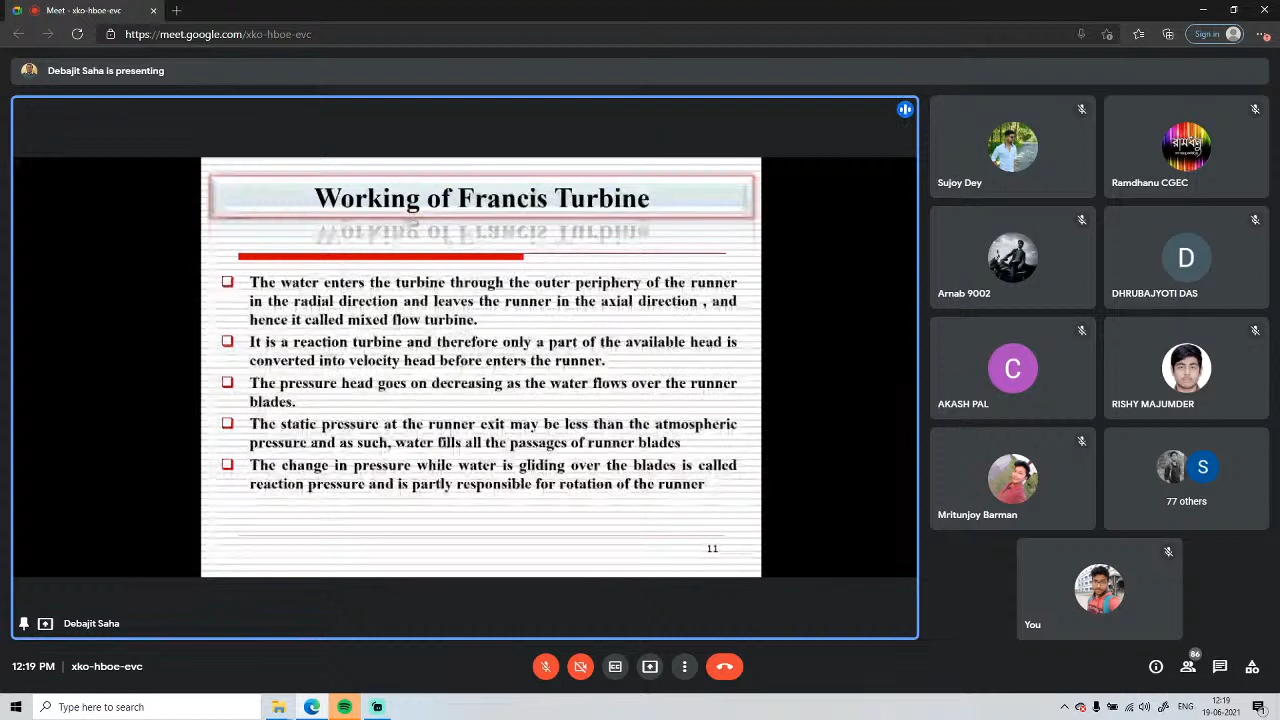 Meet - xko-hboe-evc
https://meet.google.com/xko-hboe-evc
Sign in
Debajit Saha is presenting
Working of Francis Turbine
Working of Francis Turbine
The water enters the turbine through the outer periphery of the runner
in the radial direction and leaves the runner in the axial direction , and
hence it called mixed flow turbine.
It is a reaction turbine and therefore only a part of the available head is
converted into velocity head before enters the runner.
The pressure head goes on decreasing as the water flows over the runner
blades.
The static pressure at the runner exit may be less than the atmospheric
pressure and as such, water fills all the passages of runner blades
The change in pressure while water is gliding over the blades is called
reaction pressure and is partly responsible for rotation of the runner
11
Debajit Saha
Sujoy Dey
রামধনু
Ramdhanu CGEC
Arnab 9002
D
DHRUBAJYOTI DAS
C
AKASH PAL
RISHY MAJUMDER
Mritunjoy Barman
S
77 others
You
12:19 PM | xko-hboe-evc
86
Type here to search
ENG
12:19
19-06-2021